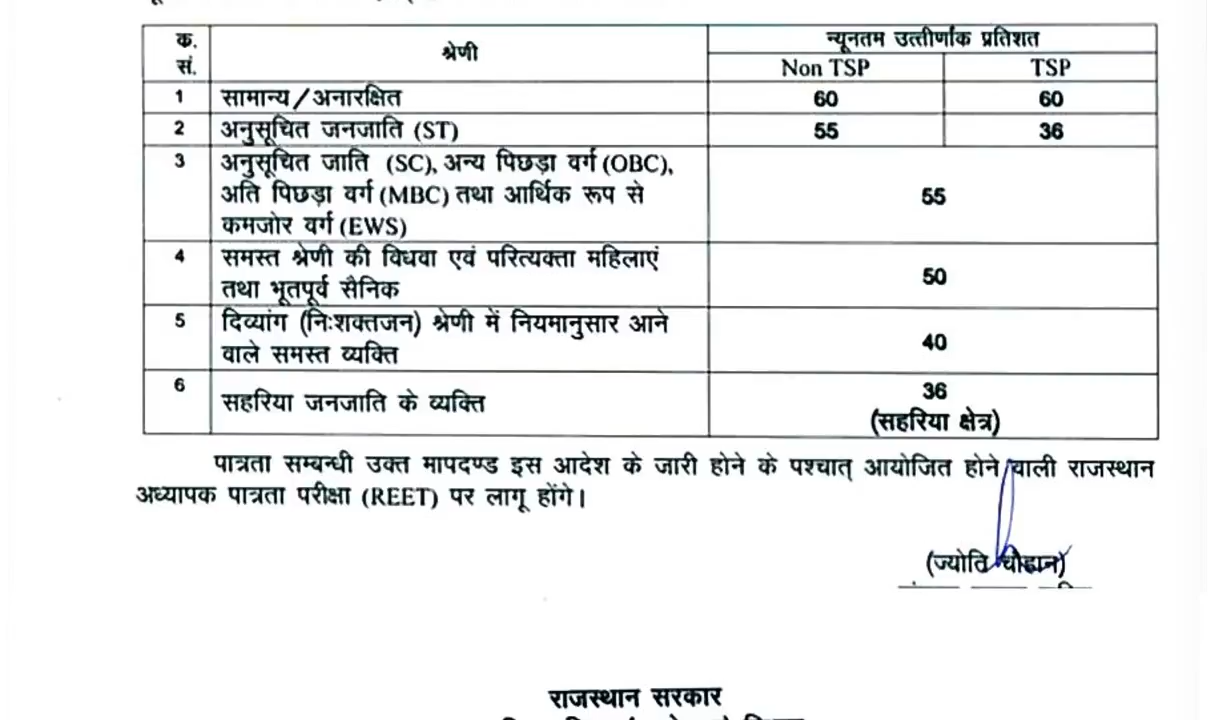 क. सं.
श्रेणी
न्यूनतम उत्तीर्णांक प्रतिशत
Non TSP
TSP
1 सामान्य/अनारक्षित 60 60
2 अनुसूचित जनजाति (ST) 55 36
3 अनुसूचित जाति (SC), अन्य पिछड़ा वर्ग (OBC),
अति पिछड़ा वर्ग (MBC) तथा आर्थिक रूप से
कमजोर वर्ग (EWS)
55
4 समस्त श्रेणी की विधवा एवं परित्यक्ता महिलाएं
तथा भूतपूर्व सैनिक
50
5 दिव्यांग (निःशक्तजन) श्रेणी में नियमानुसार आने
वाले समस्त व्यक्ति
40
6 सहरिया जनजाति के व्यक्ति
36
(सहरिया क्षेत्र)
पात्रता सम्बन्धी उक्त मापदण्ड इस आदेश के जारी होने के पश्चात् आयोजित होने वाली राजस्थान
अध्यापक पात्रता परीक्षा (REET) पर लागू होंगे।
(ज्योति चौहान)
राजस्थान सरकार